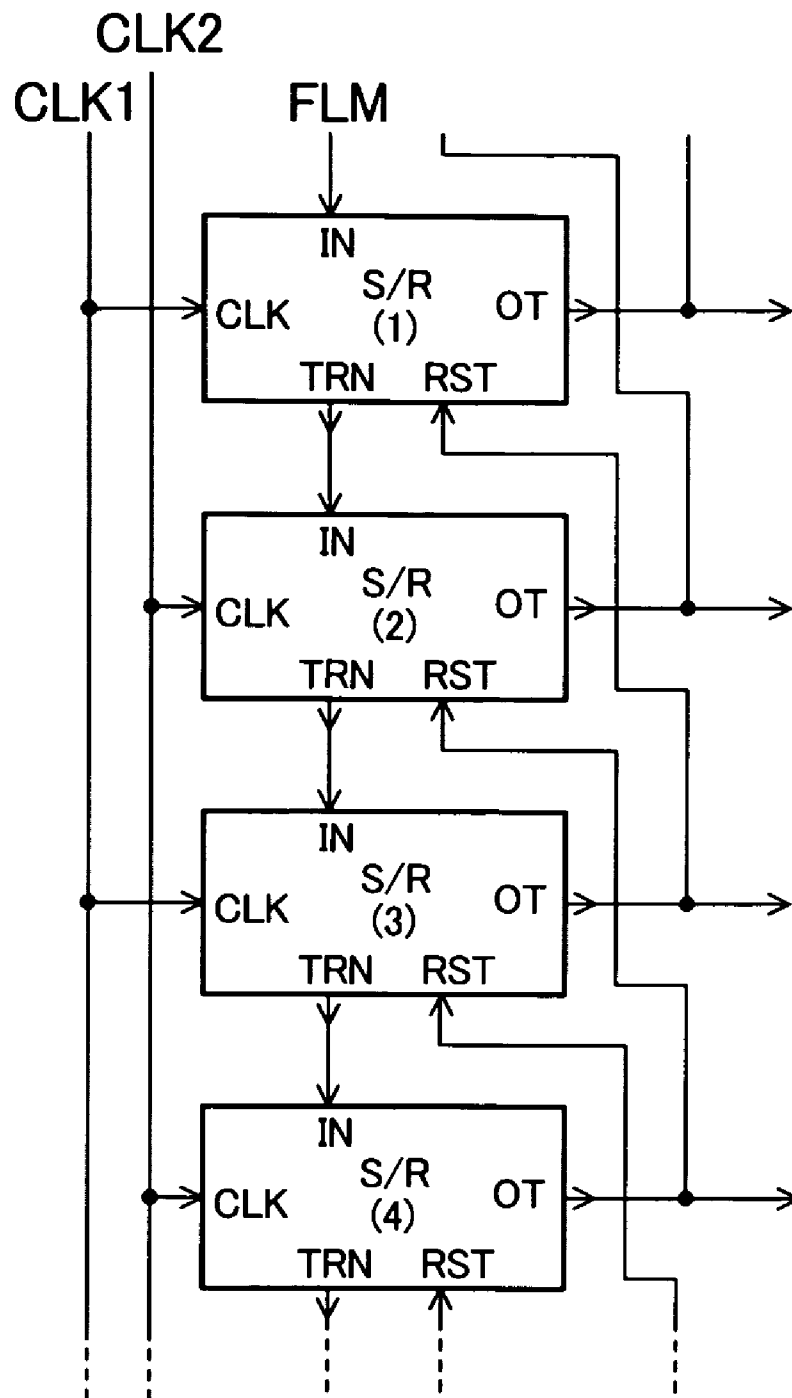 CLK2
CLK1 FLM
IN
S/R
CLK OT
(1)
TRN RST
IN
S/R
CLK OT
(2)
TRN RST
IN
S/R
CLK OT
(3)
TRN RST
IN
S/R
CLK OT
(4)
TRN RST